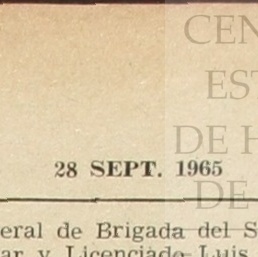 CEN
EST
DE H
28 SEPT. 1965
DE
eral de Brigada del S
ar y Licenciado Luis